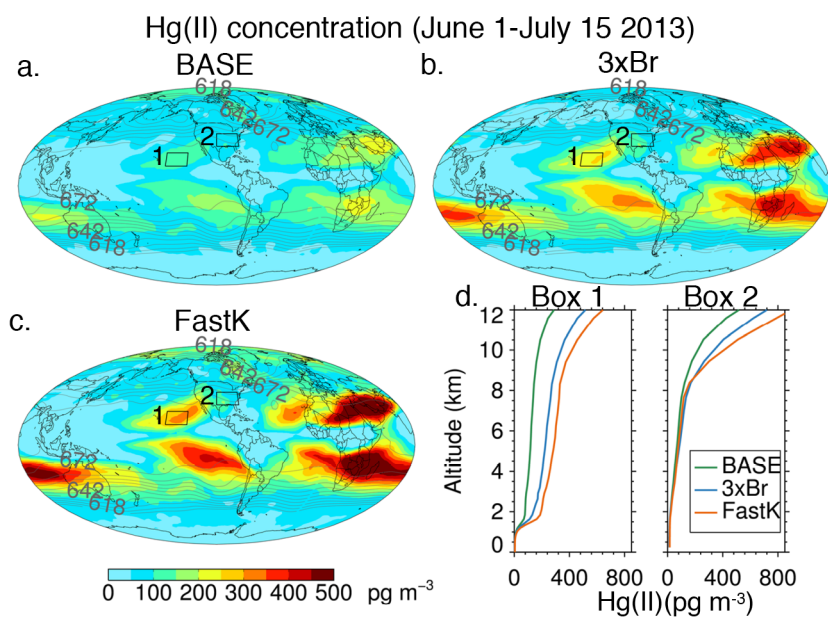 Hg(II) concentration (June 1-July 15 2013)
a.
BASE
618
642
672
1
2
672
642
618
b.
3xBr
618
642
672
1
2
672
642
618
c.
FastK
618
642
672
1
2
672
642
618
0 100 200 300 400 500 pg m⁻³
d.
Box 1
Box 2
12
10
8
6
4
2
0
Altitude (km)
BASE
3xBr
FastK
0 400 800
0 400 800
Hg(II)(pg m⁻³)